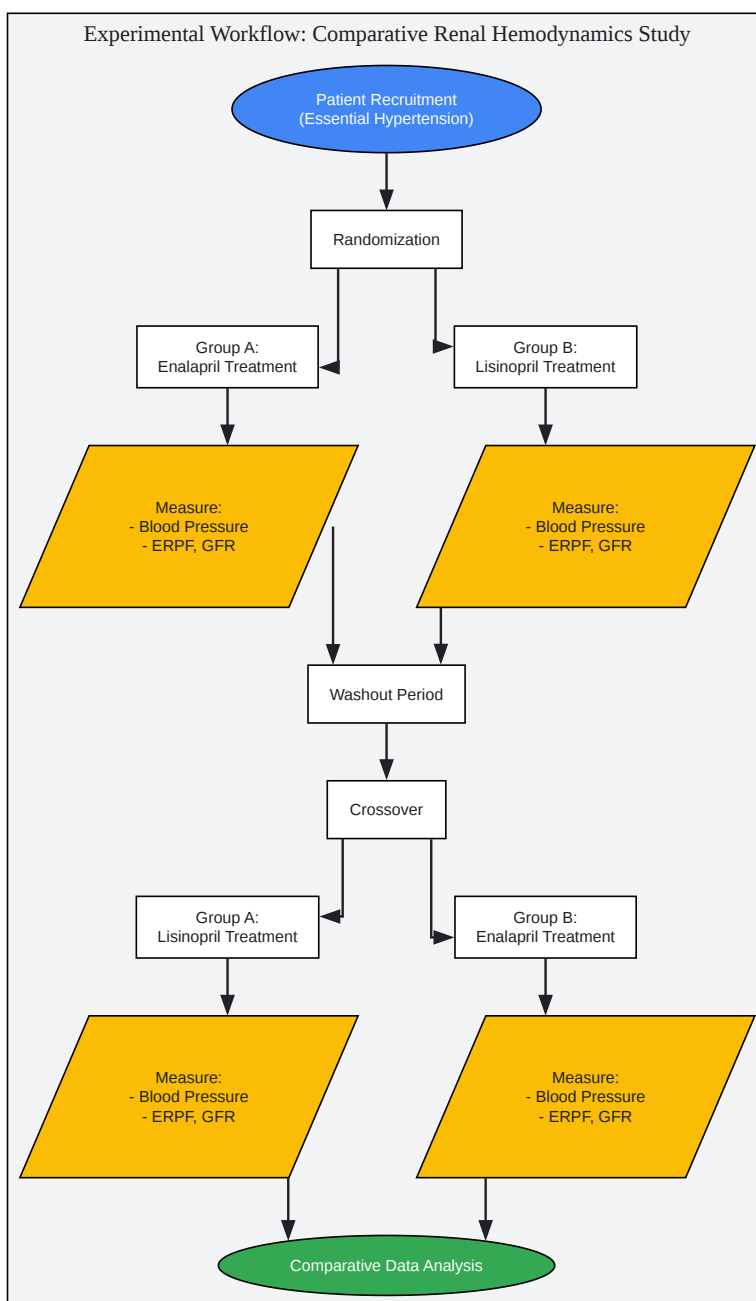 Experimental Workflow: Comparative Renal Hemodynamics Study
Patient Recruitment
(Essential Hypertension)
Randomization
Group A:
Enalapril Treatment
Group B:
Lisinopril Treatment
Measure:
- Blood Pressure
- ERPF, GFR
Measure:
- Blood Pressure
- ERPF, GFR
Washout Period
Crossover
Group A:
Lisinopril Treatment
Group B:
Enalapril Treatment
Measure:
- Blood Pressure
- ERPF, GFR
Measure:
- Blood Pressure
- ERPF, GFR
Comparative Data Analysis